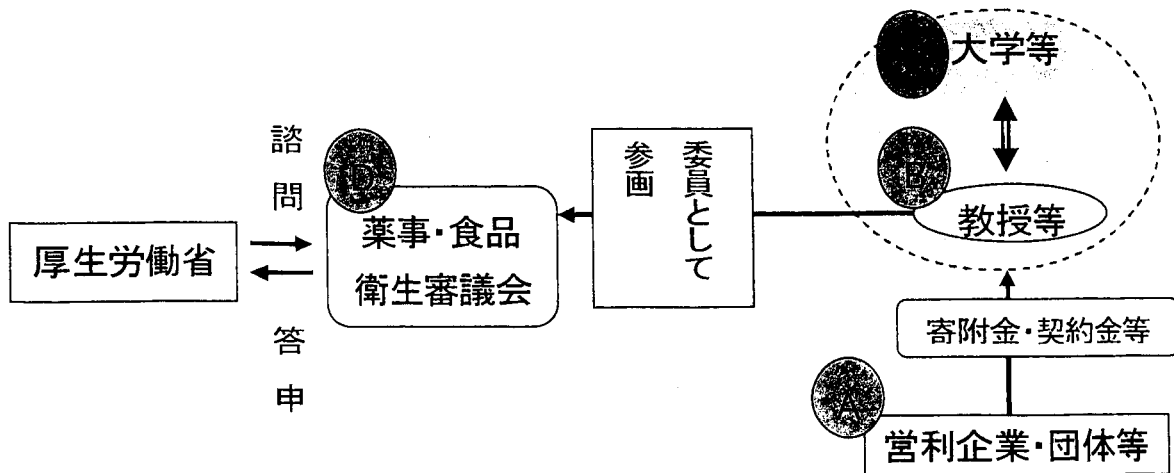 厚生労働省
諮問
答申
D
薬事・食品
衛生審議会
委員として
参画
大学等
B
教授等
寄附金・契約金等
A
営利企業・団体等